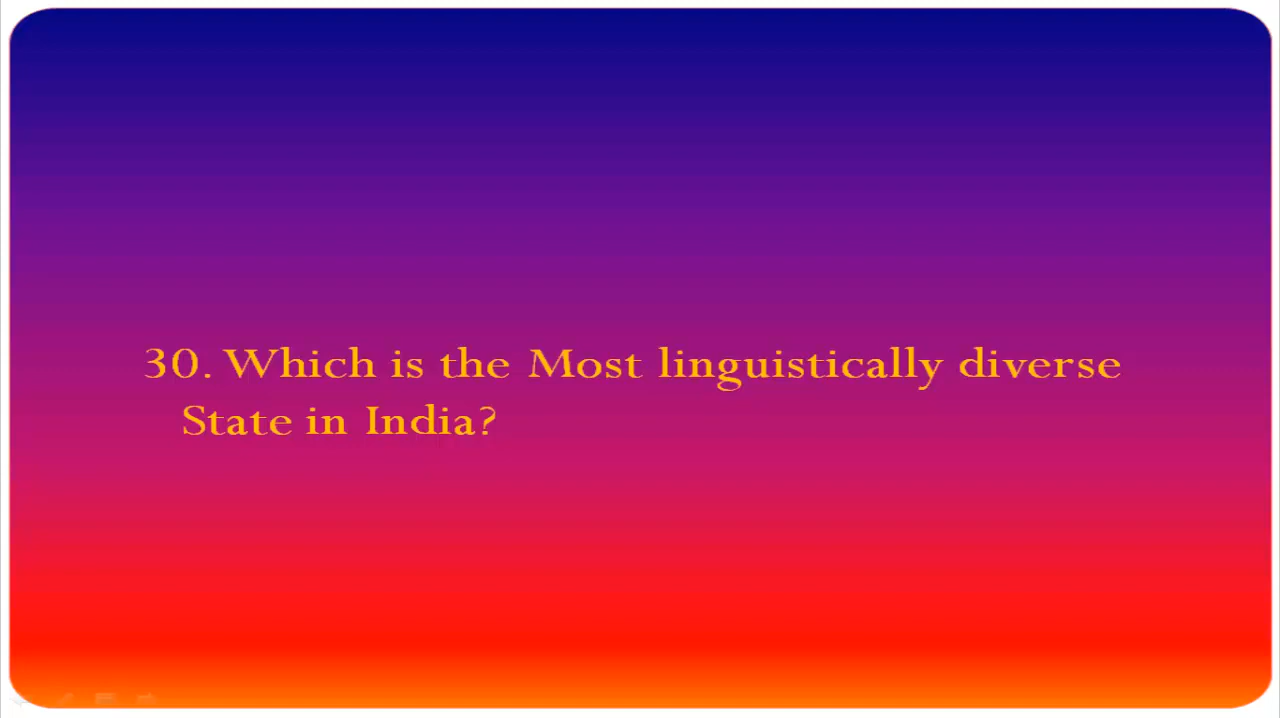 30. Which is the Most linguistically diverse
State in India?